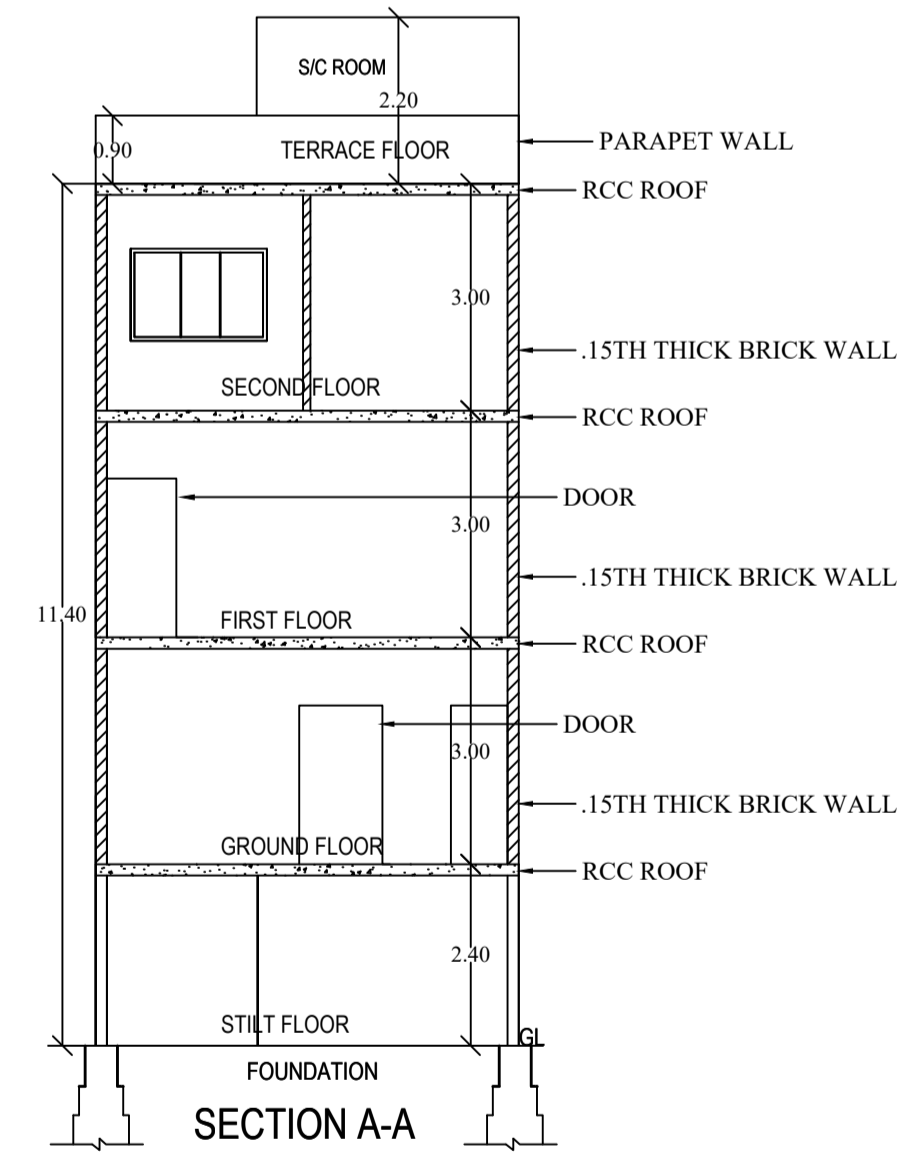 S/C ROOM
2.20
0.90
TERRACE FLOOR
PARAPET WALL
RCC ROOF
3.00
.15TH THICK BRICK WALL
SECOND FLOOR
RCC ROOF
DOOR
3.00
.15TH THICK BRICK WALL
11.40
FIRST FLOOR
RCC ROOF
DOOR
3.00
.15TH THICK BRICK WALL
GROUND FLOOR
RCC ROOF
2.40
STILT FLOOR
GL
FOUNDATION
SECTION A-A